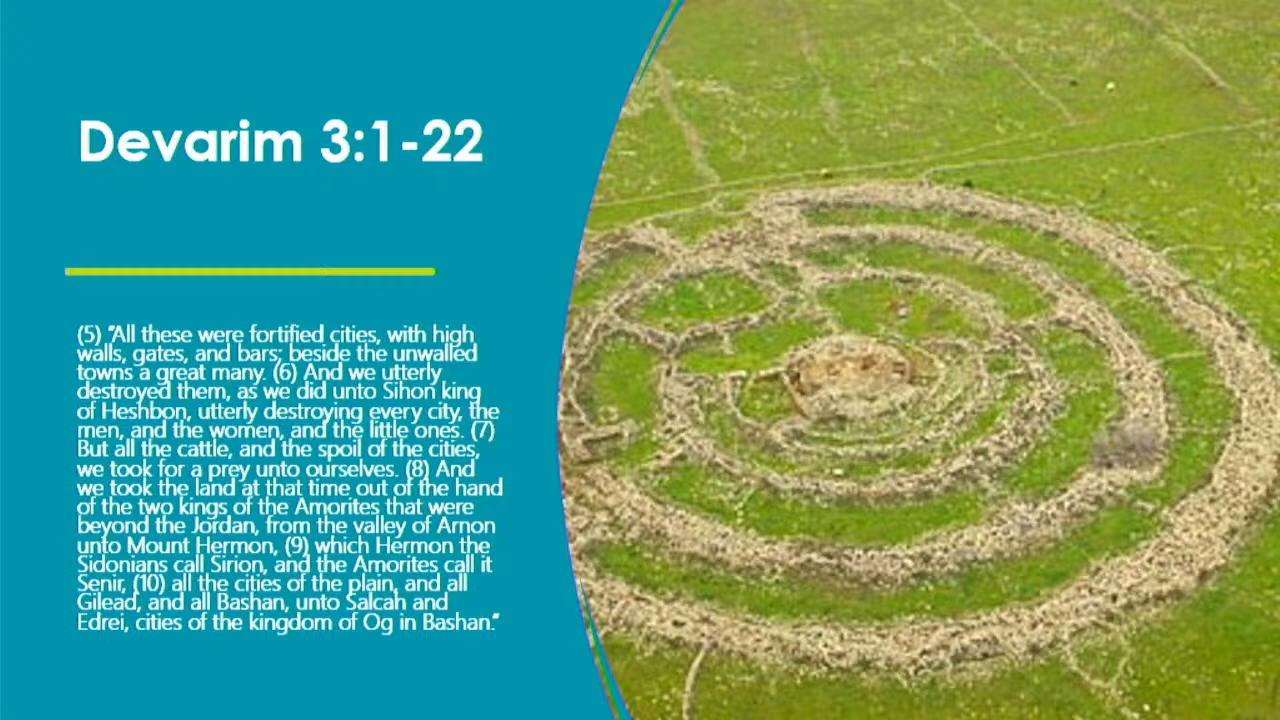 Devarim 3:1-22
(5) "All these were fortified cities, with high
walls, gates, and bars; beside the unwalled
towns a great many. (6) And we utterly
destroyed them, as we did unto Sihon king
of Heshbon, utterly destroying every city, the
men, and the women, and the little ones. (7)
But all the cattle, and the spoil of the cities,
we took for a prey unto ourselves. (8) And
we took the land at that time out of the hand
of the two kings of the Amorites that were
beyond the Jordan, from the valley of Arnon
unto Mount Hermon, (9) which Hermon the
Sidonians call Sirion, and the Amorites call it
Senir, (10) all the cities of the plain, and all
Gilead, and all Bashan, unto Salcah and
Edrei, cities of the kingdom of Og in Bashan."